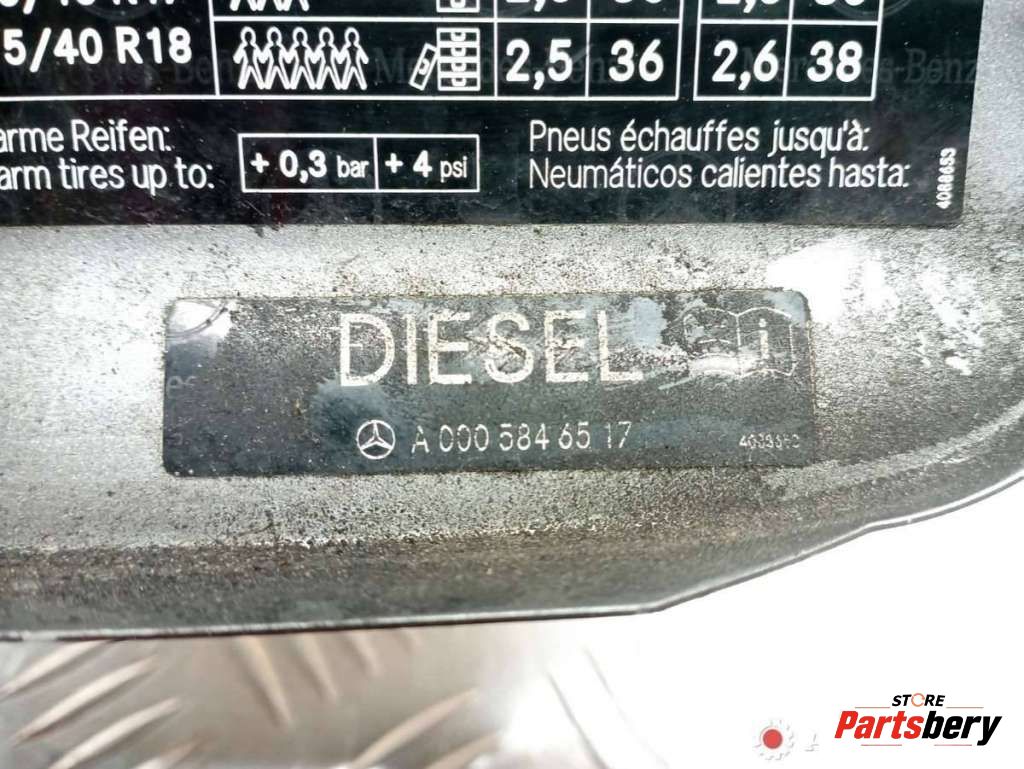 5/40 R18 2,5 36 2,6 38
arme Reifen:
arm tires up to:
+ 0,3 bar + 4 psi
Pneus échauffes jusqu'à:
Neumáticos calientes hasta:
DIESEL i
A 000 584 65 17
STORE
Partsbery